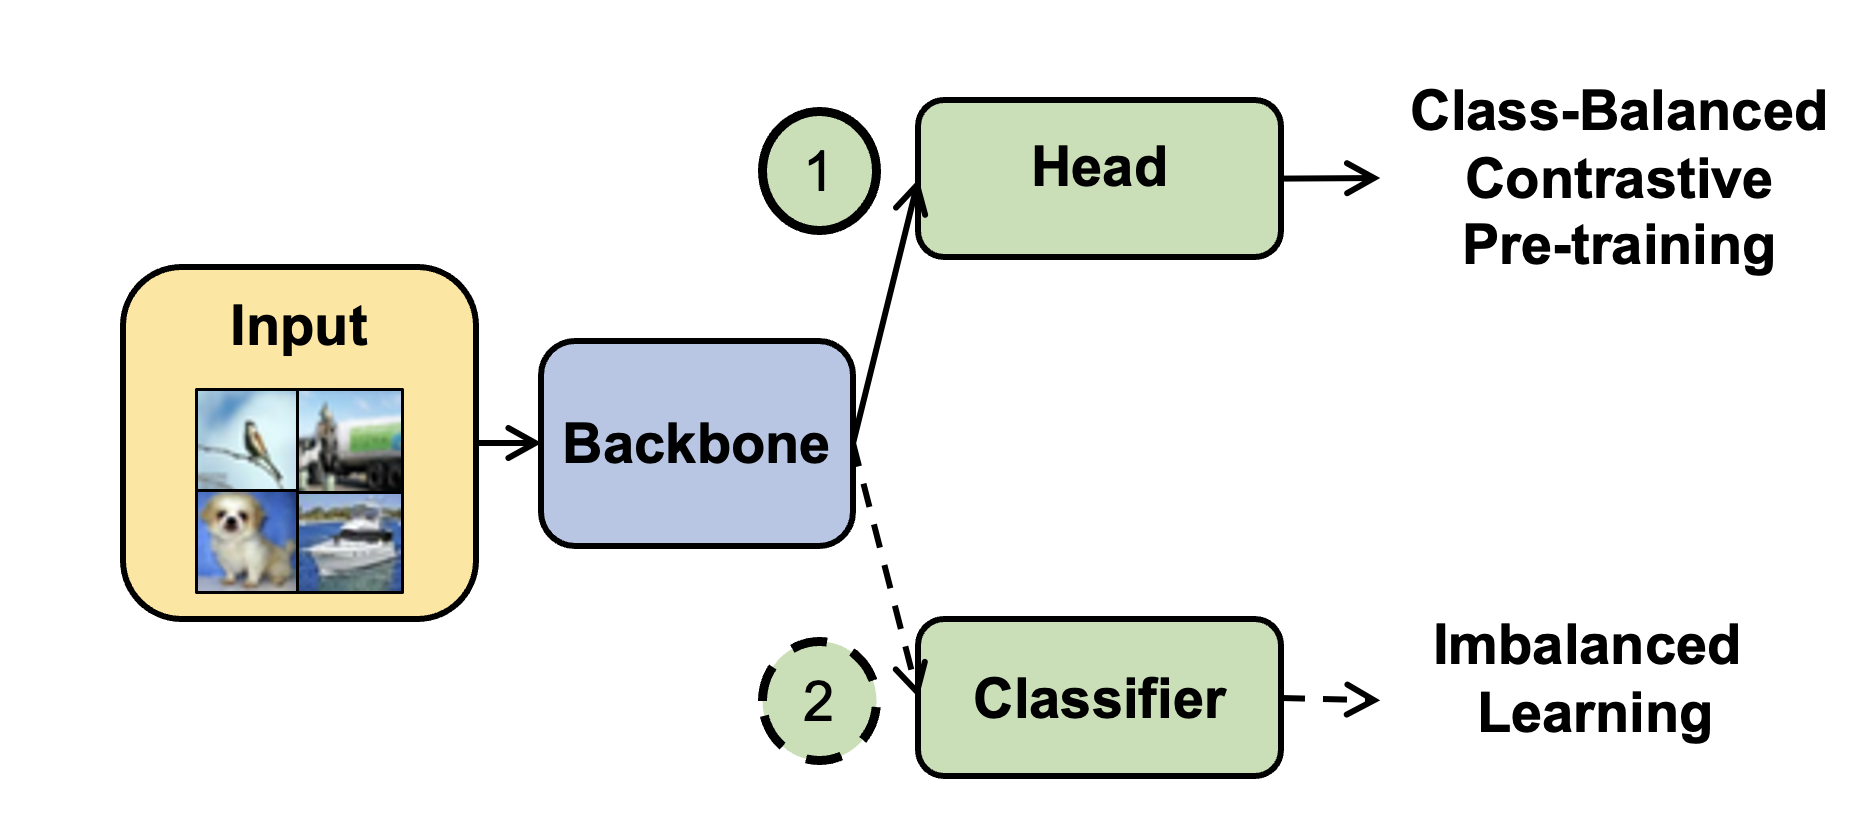 Input
Backbone
1
Head
Class-Balanced
Contrastive
Pre-training
2
Classifier
Imbalanced
Learning